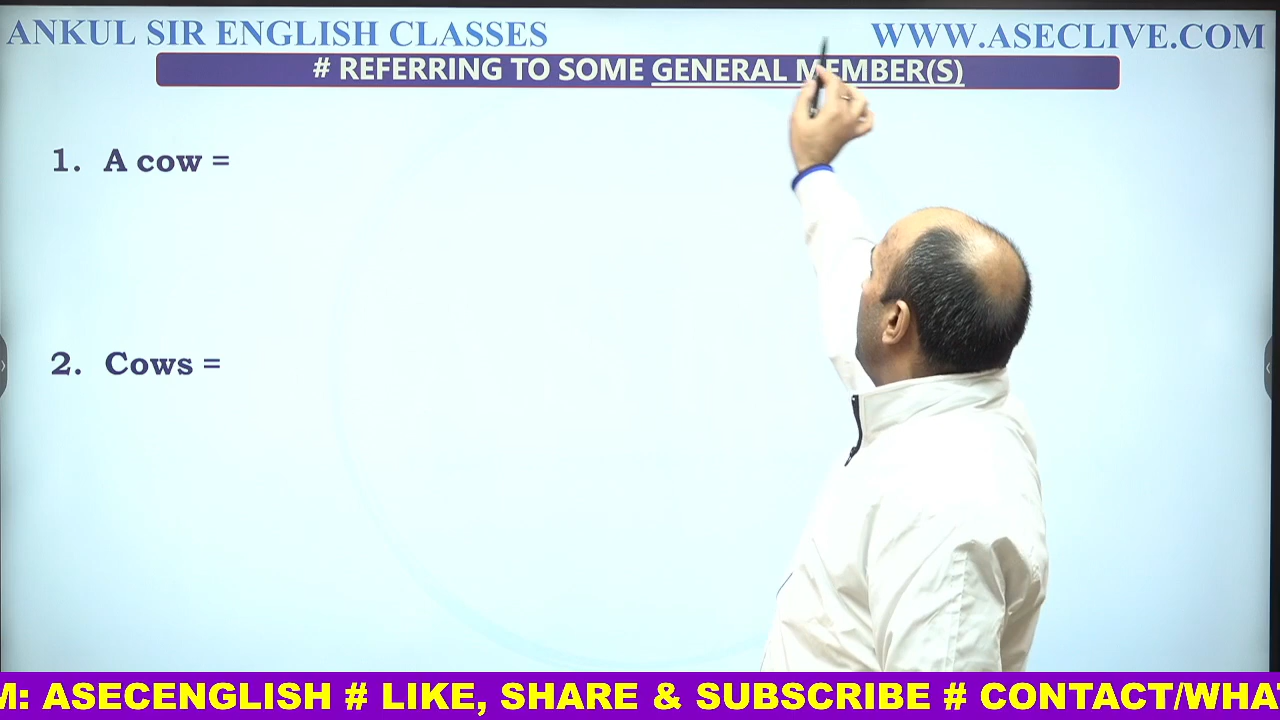 ANKUL SIR ENGLISH CLASSES WWW.ASECLIVE.COM
# REFERRING TO SOME GENERAL MEMBER(S)
1. A cow =
2. Cows =
M: ASECENGLISH # LIKE, SHARE & SUBSCRIBE # CONTACT/WHA